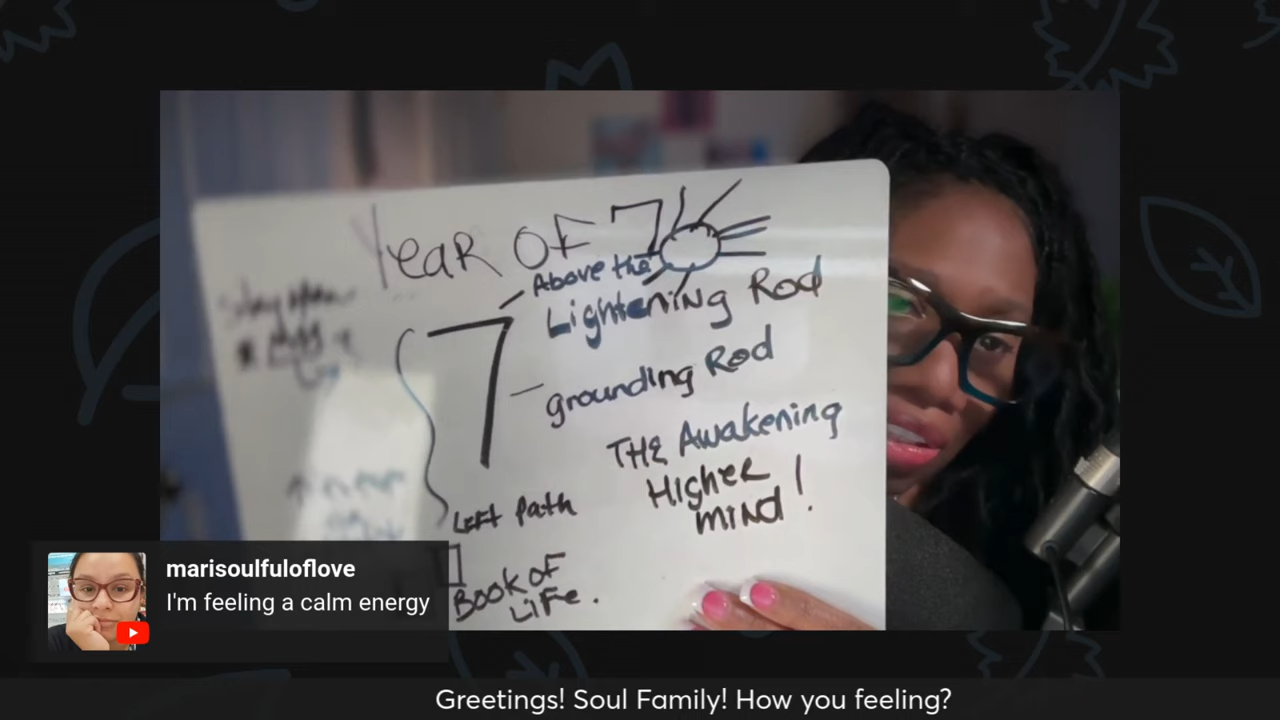 Year of 7
Above the
Lightening Rod
7
grounding Rod
THE Awakening
Higher
mind!
Left Path
Book of
Life.
marisoulfuloflove
I'm feeling a calm energy
Greetings! Soul Family! How you feeling?